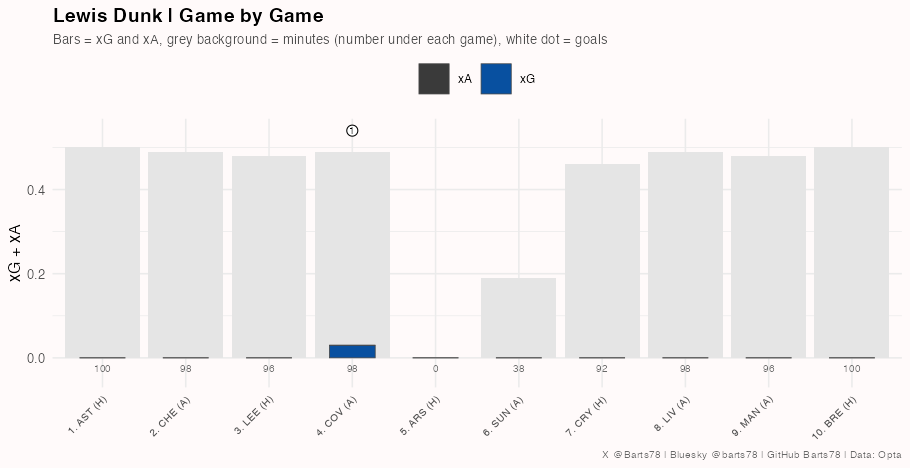 Lewis Dunk | Game by Game
Bars = xG and xA, grey background = minutes (number under each game), white dot = goals
xA xG
1
xG + xA
0.4
0.2
0.0
100 98 96 98 0 38 92 98 96 100
1. AST (H) 2. CHE (A) 3. LEE (H) 4. COV (A) 5. ARS (H) 6. SUN (A) 7. CRY (H) 8. LIV (A) 9. MAN (A) 10. BRE (H)
X @Barts78 | Bluesky @barts78 | GitHub Barts78 | Data: Opta